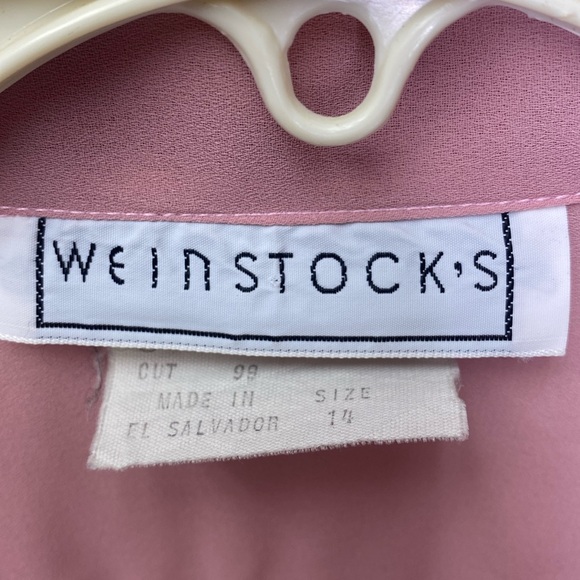 WEINSTOCK'S
CUT 98
MADE IN SIZE
EL SALVADOR 14